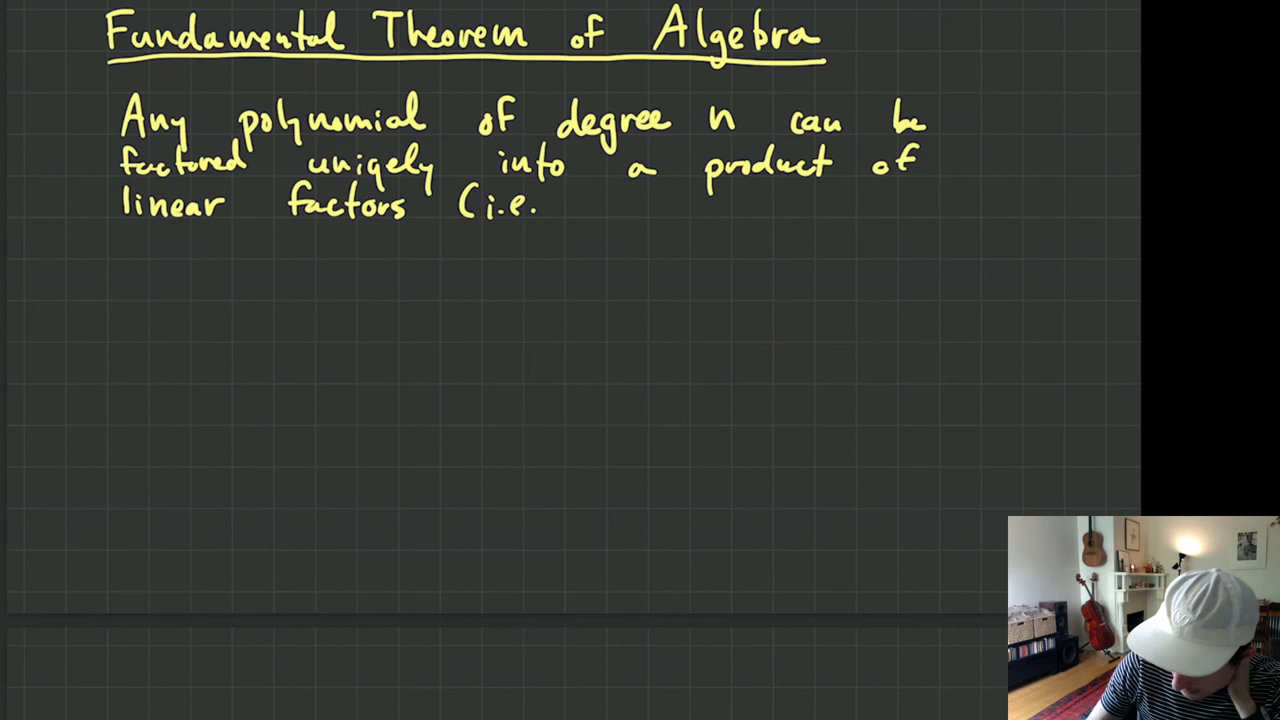 Fundamental Theorem of Algebra
Any polynomial of degree n can be
factored uniqely into a product of
linear factors (i.e.